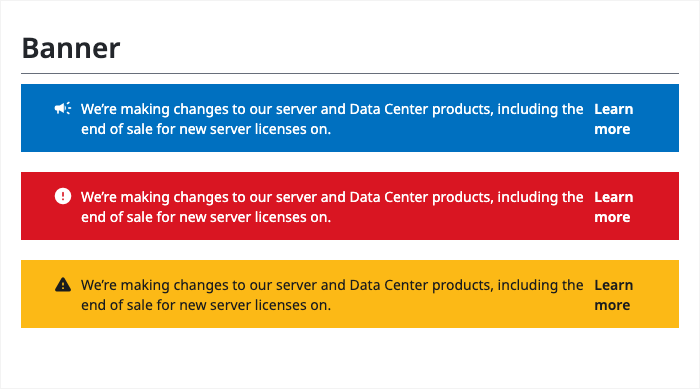 Banner
We’re making changes to our server and Data Center products, including the Learn
end of sale for new server licenses on. more
We’re making changes to our server and Data Center products, including the Learn
end of sale for new server licenses on. more
We’re making changes to our server and Data Center products, including the Learn
end of sale for new server licenses on. more